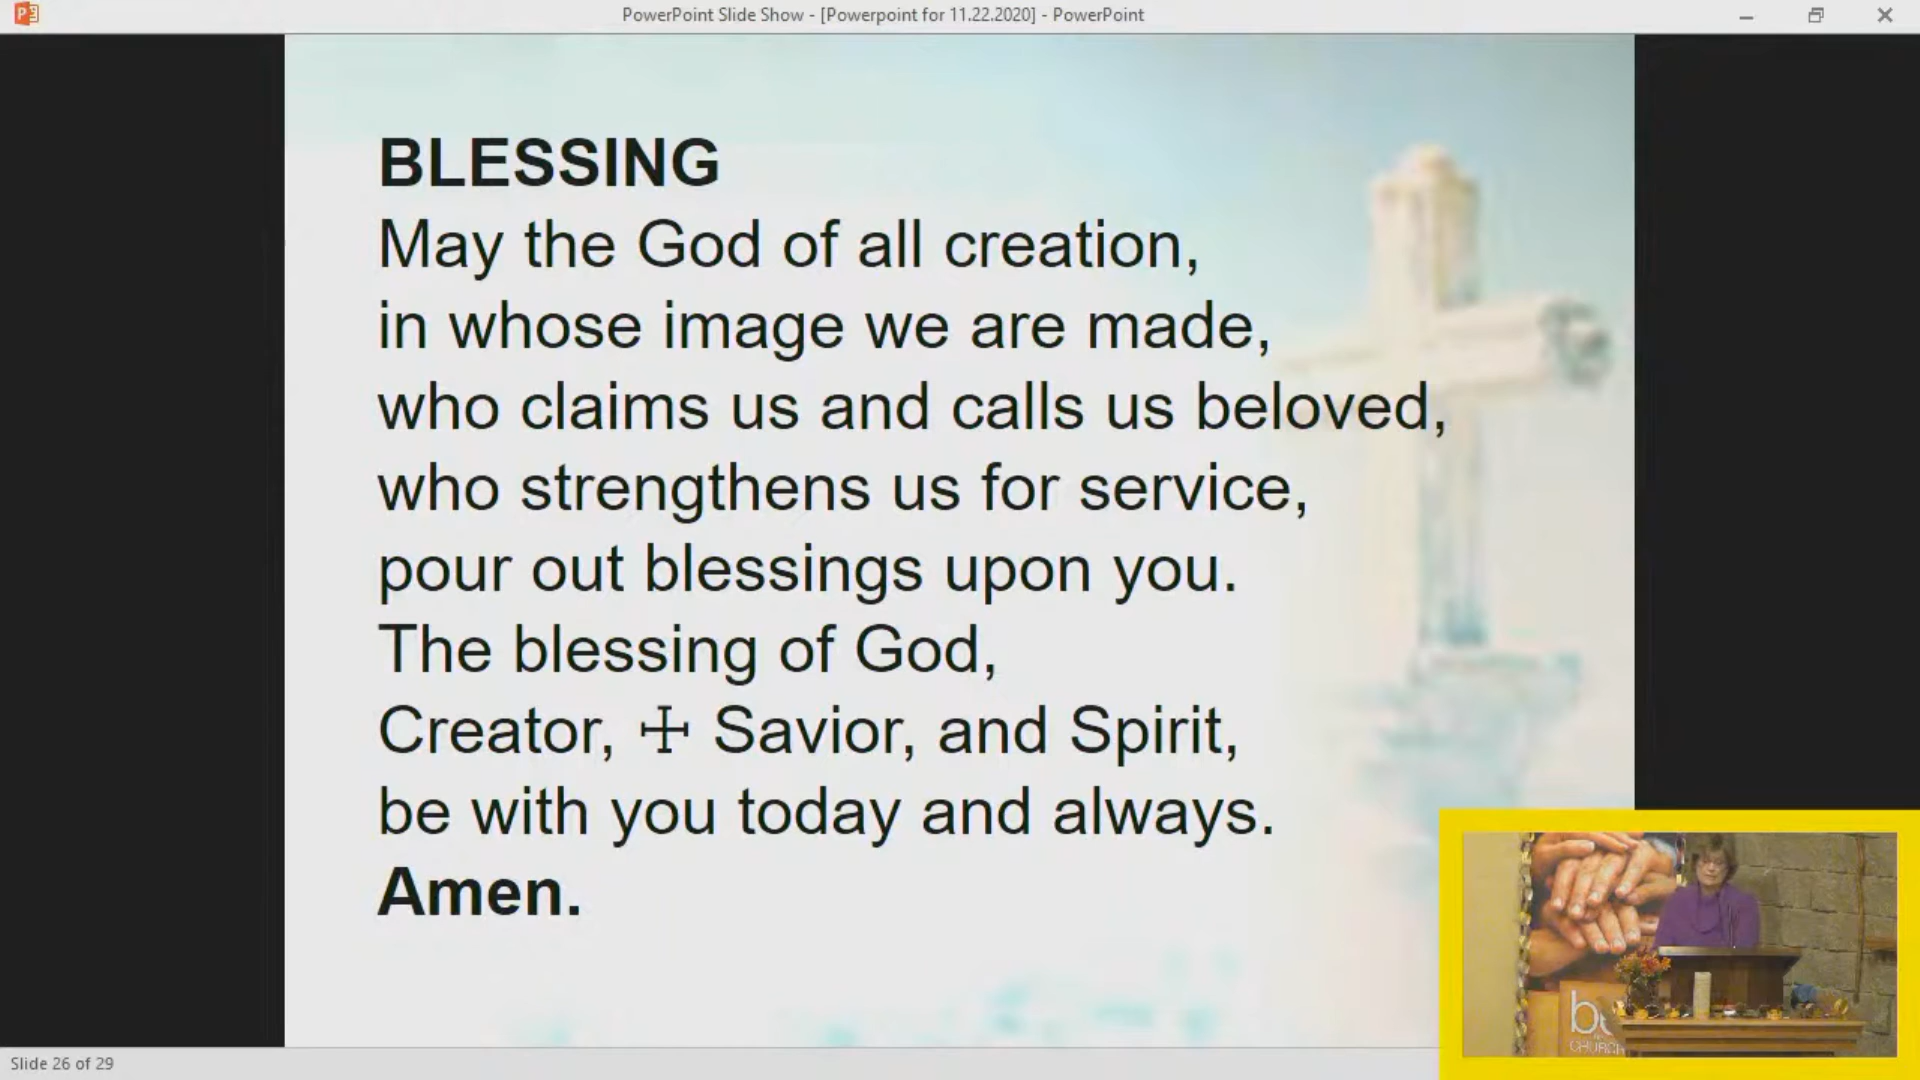 PowerPoint Slide Show - [Powerpoint for 11.22.2020] - PowerPoint
BLESSING
May the God of all creation,
in whose image we are made,
who claims us and calls us beloved,
who strengthens us for service,
pour out blessings upon you.
The blessing of God,
Creator, ☩ Savior, and Spirit,
be with you today and always.
Amen.
CHURCH
Slide 26 of 29